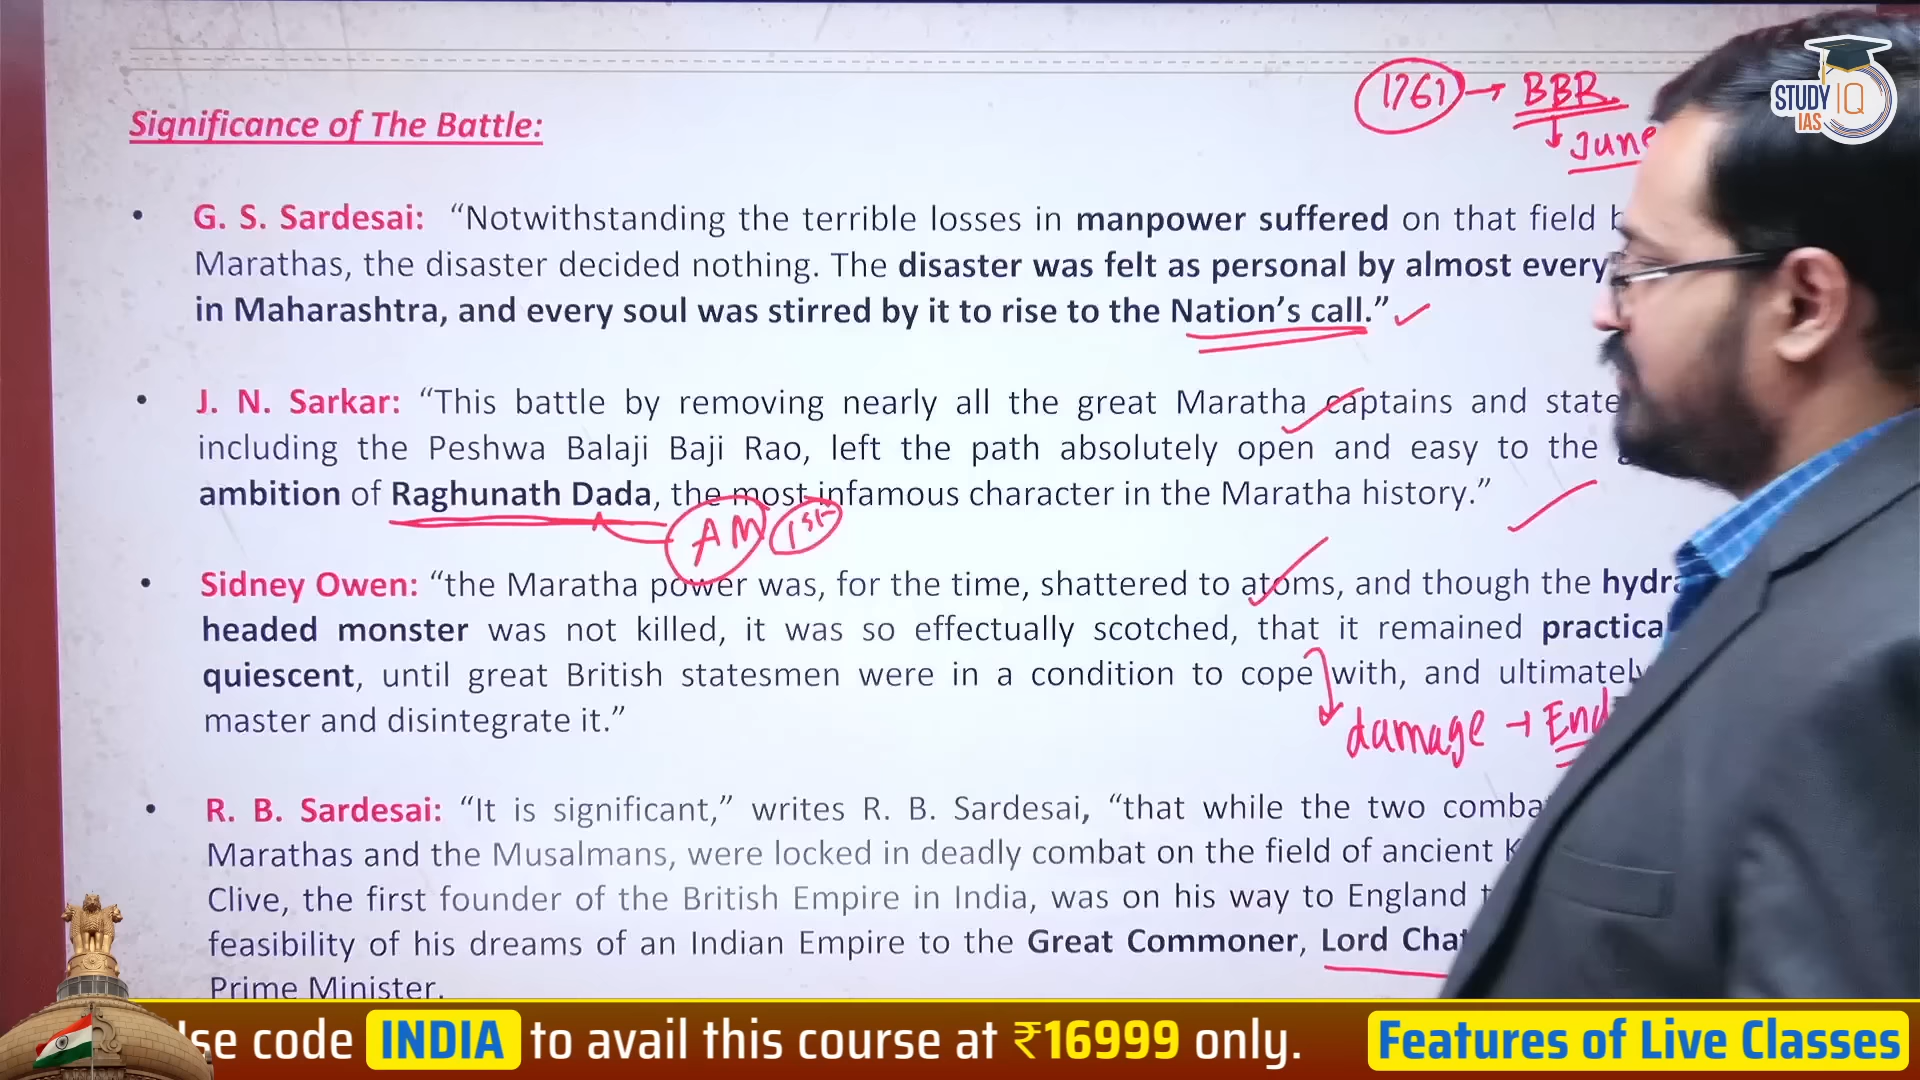 STUDY IQ
IAS
1761 → BBR
June
Significance of The Battle:
• G. S. Sardesai: “Notwithstanding the terrible losses in manpower suffered on that field
Marathas, the disaster decided nothing. The disaster was felt as personal by almost every
in Maharashtra, and every soul was stirred by it to rise to the Nation’s call.”
• J. N. Sarkar: “This battle by removing nearly all the great Maratha captains and state
including the Peshwa Balaji Baji Rao, left the path absolutely open and easy to the
ambition of Raghunath Dada, the most infamous character in the Maratha history.”
AM 1st
• Sidney Owen: “the Maratha power was, for the time, shattered to atoms, and though the hydra
headed monster was not killed, it was so effectually scotched, that it remained practica
quiescent, until great British statesmen were in a condition to cope with, and ultimately
master and disintegrate it.”
damage → End
• R. B. Sardesai: “It is significant,” writes R. B. Sardesai, “that while the two comba
Marathas and the Musalmans, were locked in deadly combat on the field of ancient K
Clive, the first founder of the British Empire in India, was on his way to England t
feasibility of his dreams of an Indian Empire to the Great Commoner, Lord Chat
Prime Minister.
se code INDIA to avail this course at ₹16999 only. Features of Live Classes